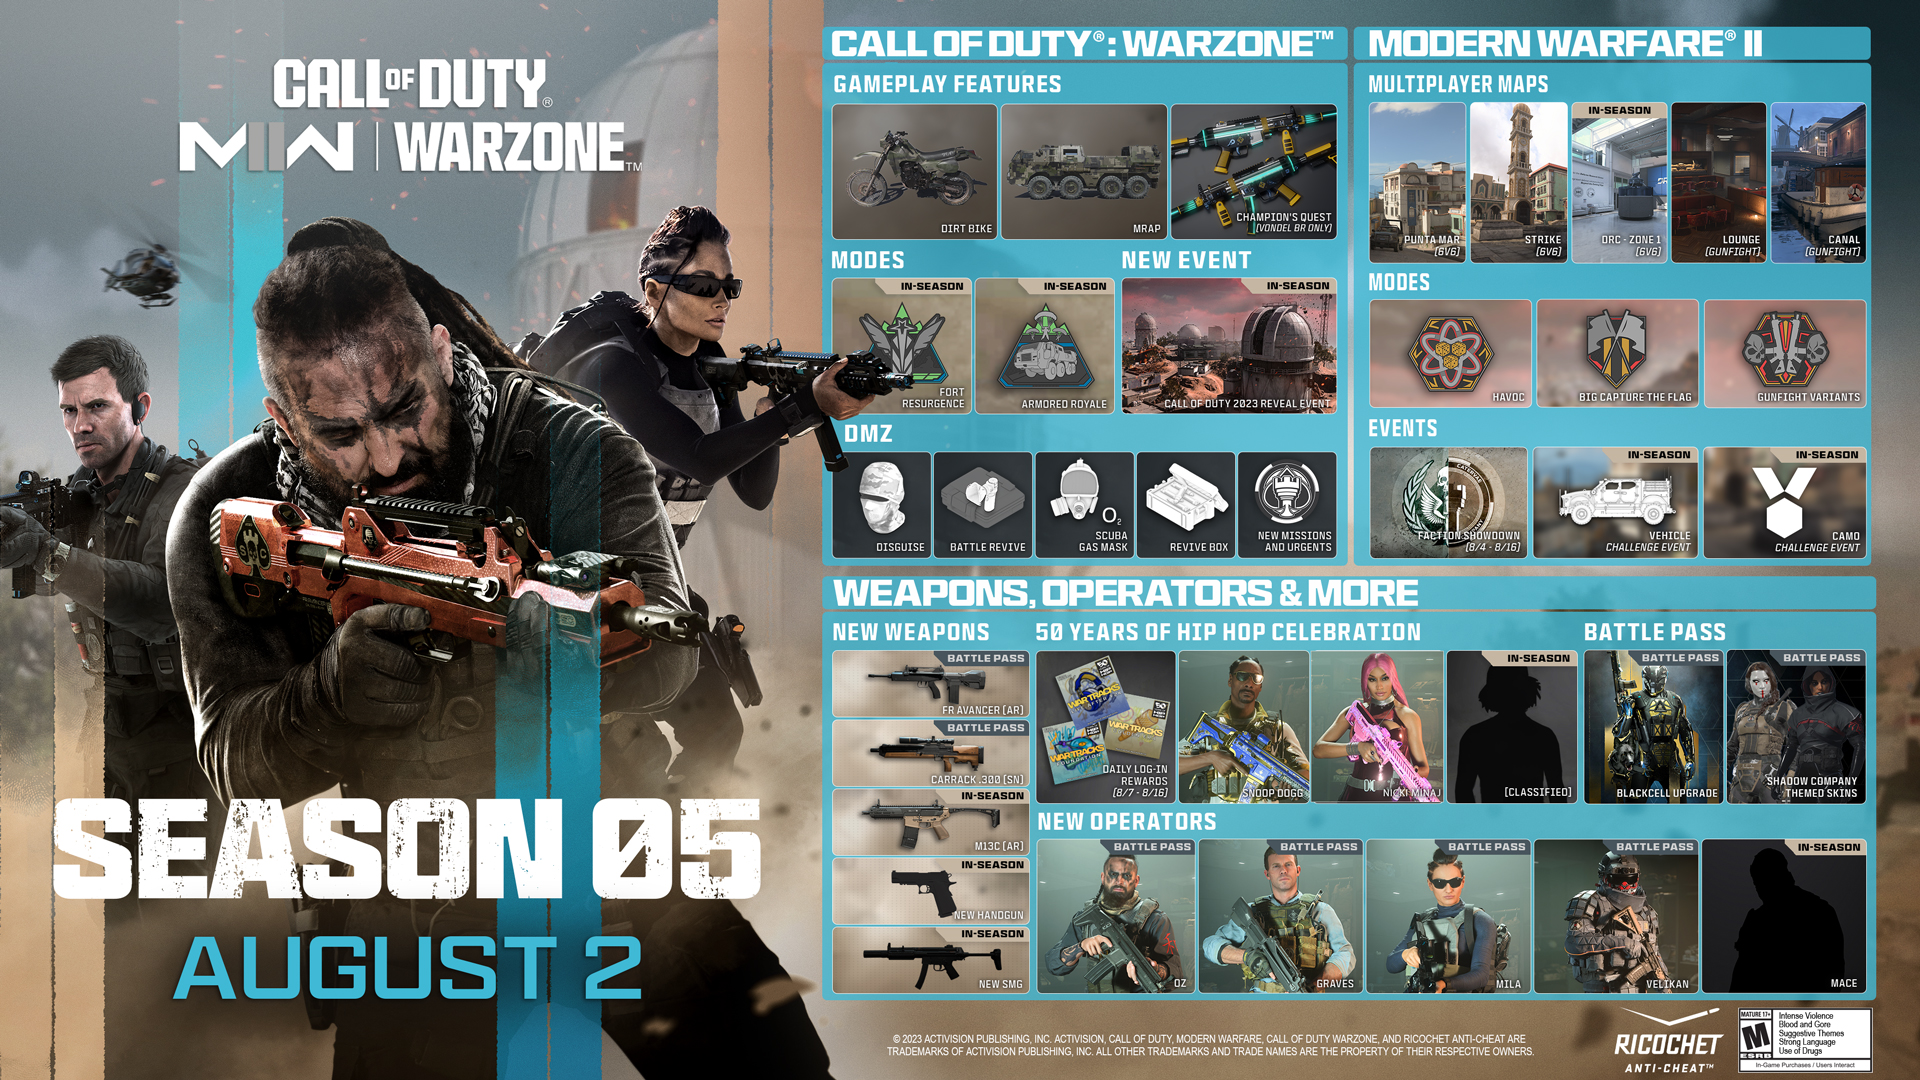 CALL OF DUTY®
MWII | WARZONE™
SEASON 05
AUGUST 2
CALL OF DUTY®: WARZONE™
GAMEPLAY FEATURES
DIRT BIKE
MRAP
CHAMPION'S QUEST
[VONDEL BR ONLY]
MODES
IN-SEASON
FORT
RESURGENCE
IN-SEASON
ARMORED ROYALE
NEW EVENT
IN-SEASON
CALL OF DUTY 2023 REVEAL EVENT
DMZ
DISGUISE
BATTLE REVIVE
O2
SCUBA
GAS MASK
REVIVE BOX
NEW MISSIONS
AND URGENTS
MODERN WARFARE® II
MULTIPLAYER MAPS
PUNTA MAR
[6V6]
STRIKE
[6V6]
IN-SEASON
DRC - ZONE 1
[6V6]
LOUNGE
[GUNFIGHT]
CANAL
[GUNFIGHT]
MODES
HAVOC
BIG CAPTURE THE FLAG
GUNFIGHT VARIANTS
EVENTS
FACTION SHOWDOWN
[8/4 - 8/16]
IN-SEASON
VEHICLE
CHALLENGE EVENT
IN-SEASON
CAMO
CHALLENGE EVENT
WEAPONS, OPERATORS & MORE
NEW WEAPONS
BATTLE PASS
FR AVANCER [AR]
BATTLE PASS
CARRACK .300 [SN]
IN-SEASON
M13C [AR]
IN-SEASON
NEW HANDGUN
IN-SEASON
NEW SMG
50 YEARS OF HIP HOP CELEBRATION
WAR TRACKS
WAR TRACKS
WAR TRACKS
DAILY LOG-IN
REWARDS
[8/7 - 8/16]
SNOOP DOGG
NICKI MINAJ
IN-SEASON
[CLASSIFIED]
BATTLE PASS
BATTLE PASS
BLACKCELL UPGRADE
BATTLE PASS
SHADOW COMPANY
THEMED SKINS
NEW OPERATORS
BATTLE PASS
OZ
BATTLE PASS
GRAVES
BATTLE PASS
MILA
BATTLE PASS
VELIKAN
IN-SEASON
MACE
© 2023 ACTIVISION PUBLISHING, INC. ACTIVISION, CALL OF DUTY, MODERN WARFARE, CALL OF DUTY WARZONE, AND RICOCHET ANTI-CHEAT ARE
TRADEMARKS OF ACTIVISION PUBLISHING, INC. ALL OTHER TRADEMARKS AND TRADE NAMES ARE THE PROPERTY OF THEIR RESPECTIVE OWNERS.
RICOCHET
ANTI-CHEAT™
MATURE 17+
M
ESRB
Intense Violence
Blood and Gore
Suggestive Themes
Strong Language
Use of Drugs
In-Game Purchases / Users Interact